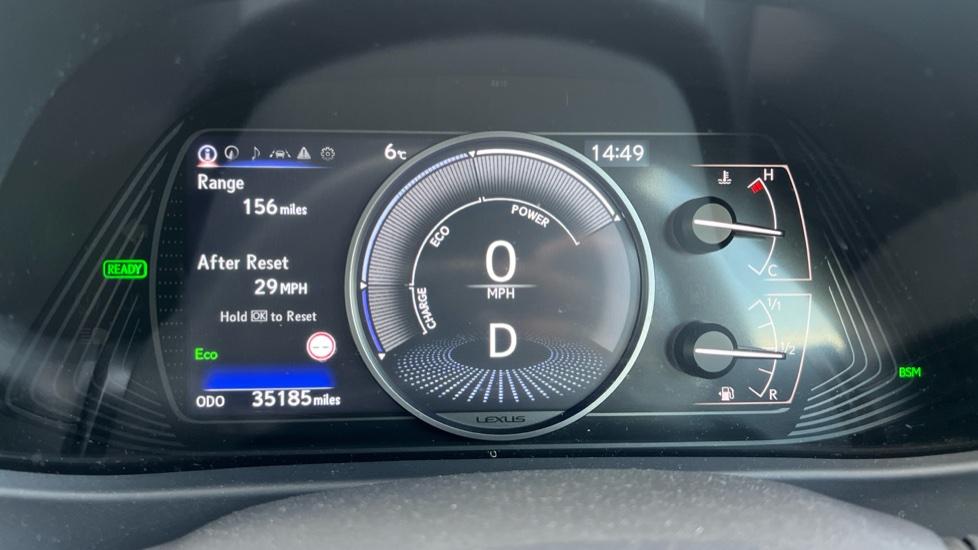 6℃
14:49
Range
156 miles
After Reset
29 MPH
Hold OK to Reset
READY
Eco
ODO 35185 miles
CHARGE
ECO
POWER
0
MPH
D
LEXUS
H
C
1/1
1/2
R
BSM